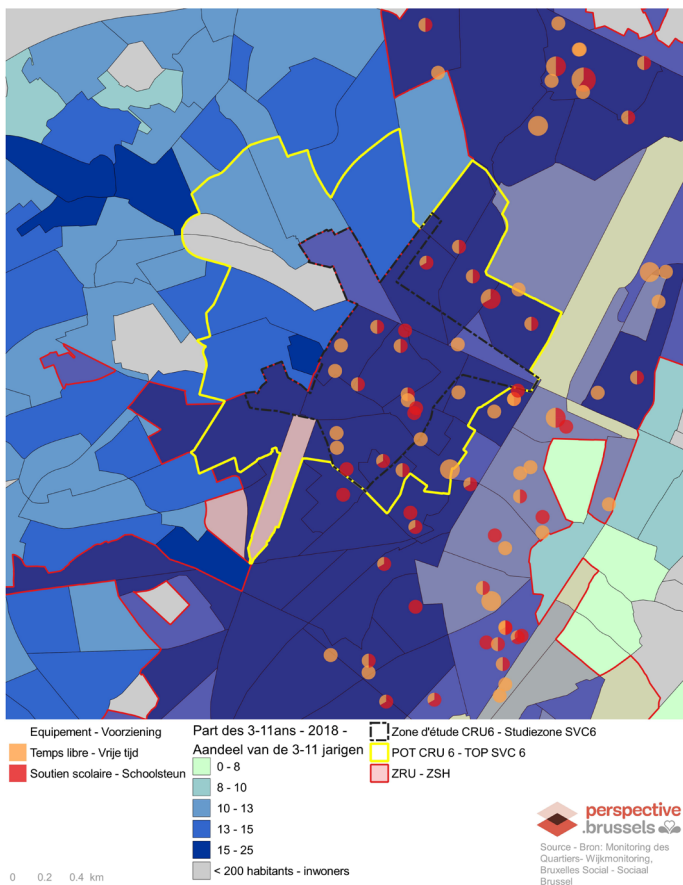 Equipement - Voorziening
Temps libre - Vrije tijd
Soutien scolaire - Schoolsteun
Part des 3-11ans - 2018 -
Aandeel van de 3-11 jarigen
0 - 8
8 - 10
10 - 13
13 - 15
15 - 25
< 200 habitants - inwoners
Zone d'étude CRU6 - Studiezone SVC6
POT CRU 6 - TOP SVC 6
ZRU - ZSH
perspective
.brussels
Source - Bron: Monitoring des
Quartiers- Wijkmonitoring,
Bruxelles Social - Sociaal
Brussel
0 0.2 0.4 km